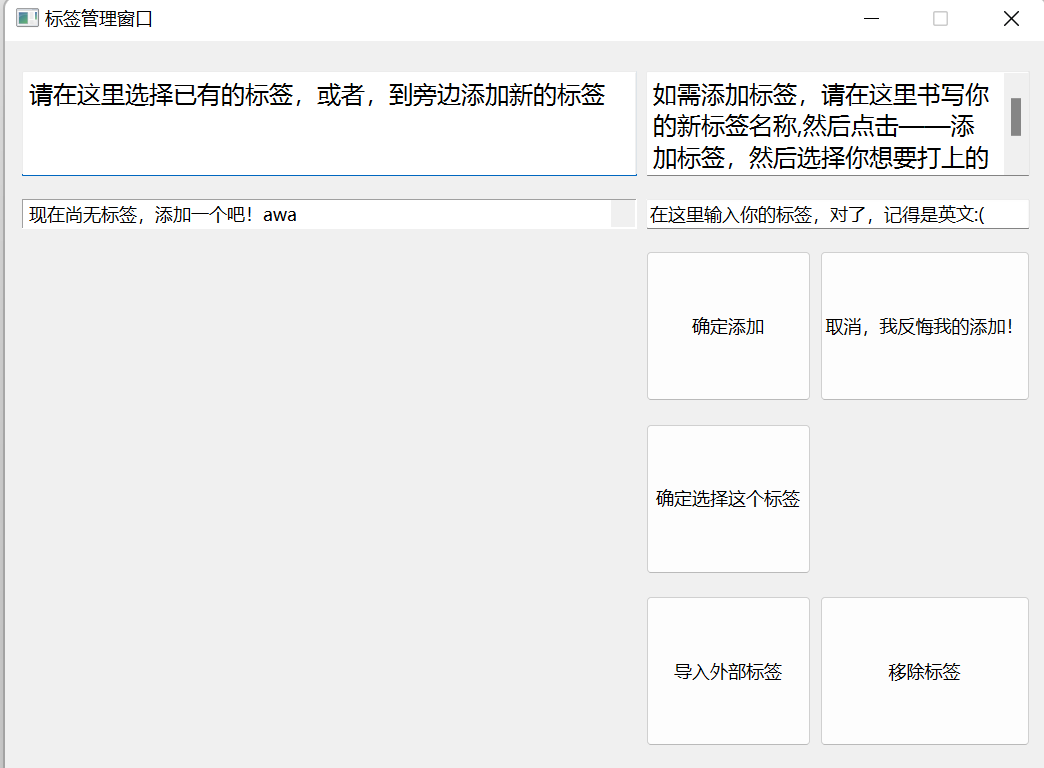 标签管理窗口
请在这里选择已有的标签，或者，到旁边添加新的标签
如需添加标签，请在这里书写你
的新标签名称,然后点击——添
加标签，然后选择你想要打上的
现在尚无标签，添加一个吧！awa
在这里输入你的标签，对了，记得是英文:(
确定添加
取消，我反悔我的添加！
确定选择这个标签
导入外部标签
移除标签